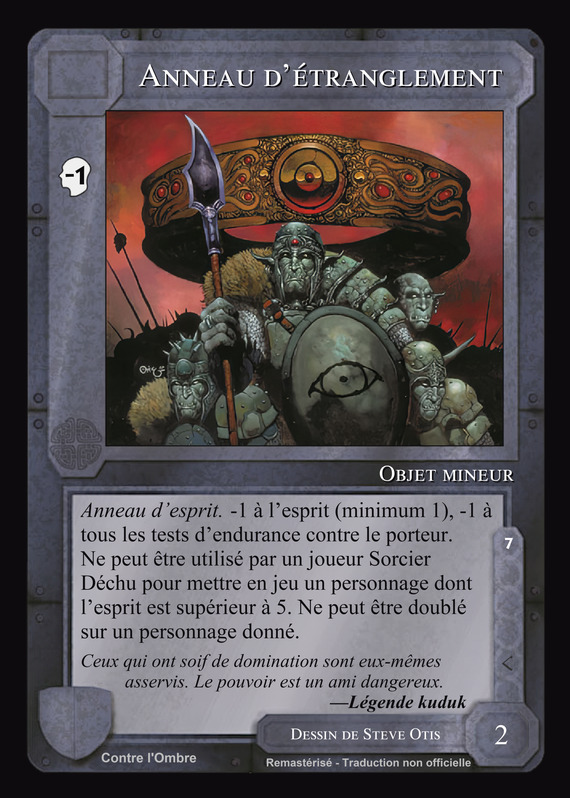 Anneau d'étranglement
-1
Objet mineur
Anneau d'esprit. -1 à l'esprit (minimum 1), -1 à
tous les tests d'endurance contre le porteur.
Ne peut être utilisé par un joueur Sorcier
Déchu pour mettre en jeu un personnage dont
l'esprit est supérieur à 5. Ne peut être doublé
sur un personnage donné.
7
Ceux qui ont soif de domination sont eux-mêmes
asservis. Le pouvoir est un ami dangereux.
—Légende kuduk
Dessin de Steve Otis
2
Contre l'Ombre
Remastérisé - Traduction non officielle